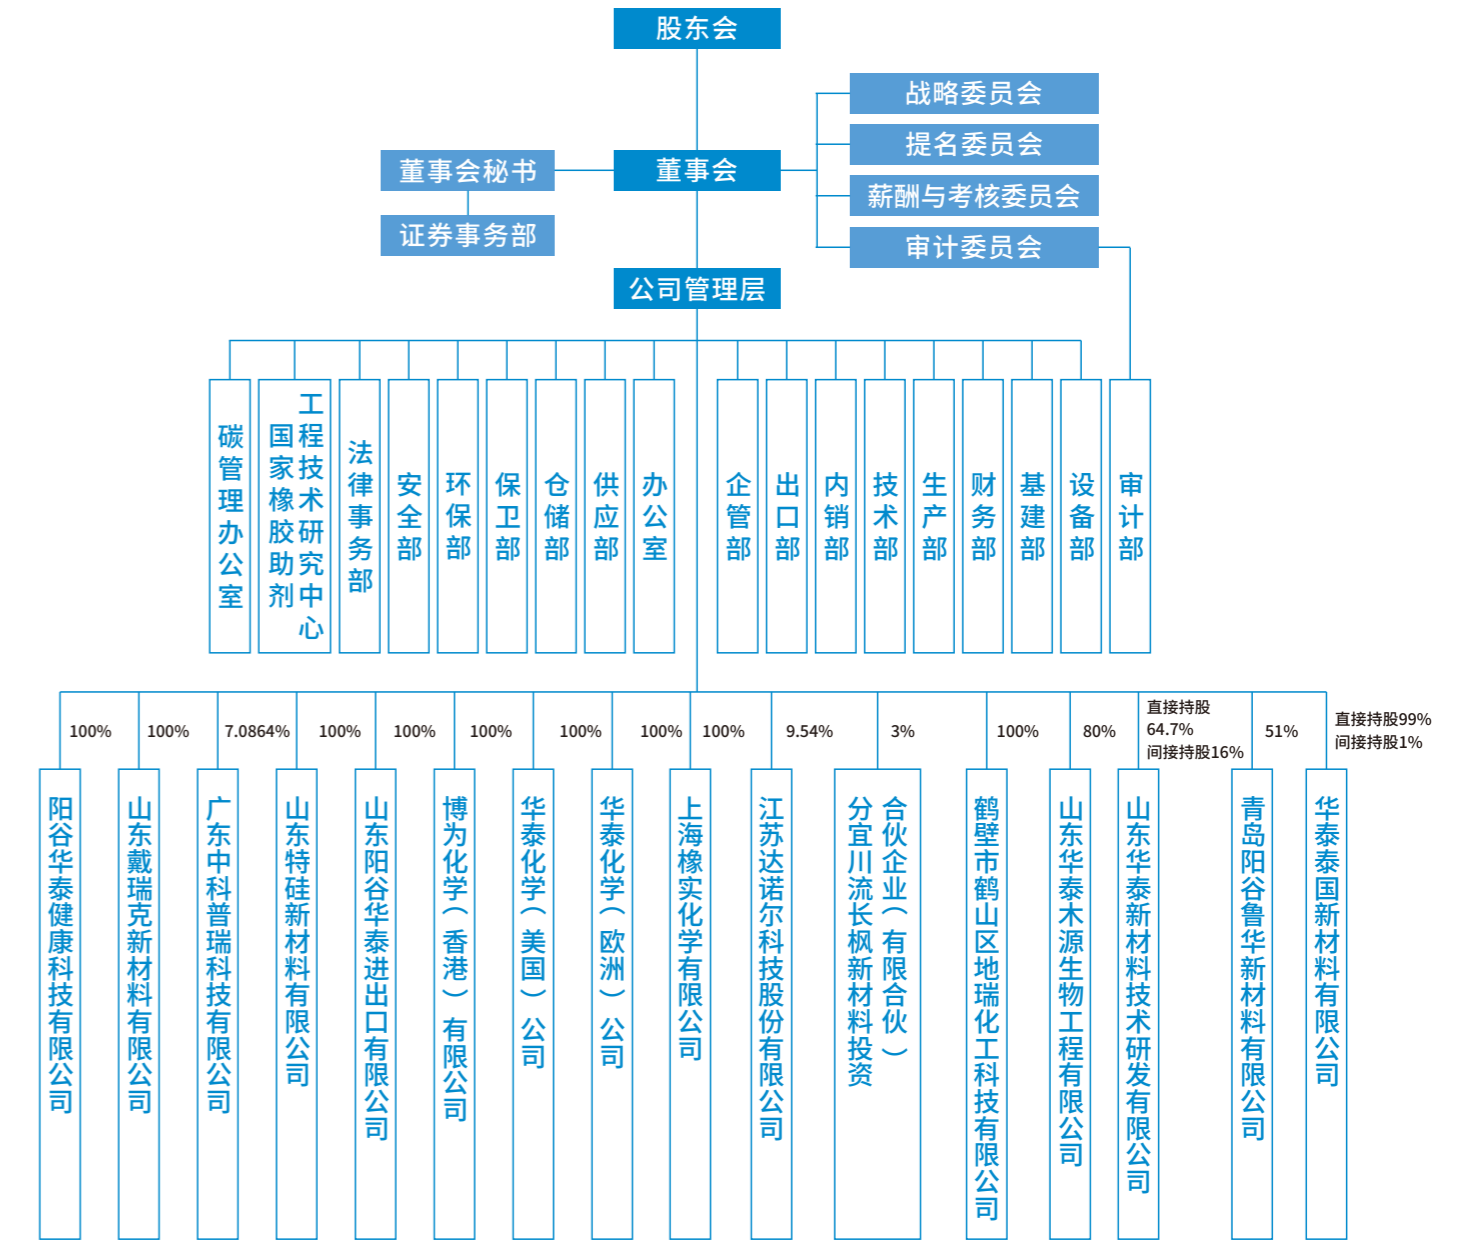 股东会
战略委员会
提名委员会
董事会秘书
董事会
薪酬与考核委员会
证券事务部
审计委员会
公司管理层
碳管理办公室
国家橡胶助剂
工程技术研究中心
法律事务部
安全部
环保部
保卫部
仓储部
供应部
办公室
企管部
出口部
内销部
技术部
生产部
财务部
基建部
设备部
审计部
100%
100%
7.0864%
100%
100%
100%
100%
100%
100%
9.54%
3%
100%
80%
直接持股
64.7%
间接持股16%
51%
直接持股99%
间接持股1%
阳谷华泰健康科技有限公司
山东戴瑞克新材料有限公司
广东中科普瑞科技有限公司
山东特硅新材料有限公司
山东阳谷华泰进出口有限公司
博为化学（香港）有限公司
华泰化学（美国）公司
华泰化学（欧洲）公司
上海橡实化学有限公司
江苏达诺尔科技股份有限公司
分宜川流长枫新材料投资
合伙企业（有限合伙）
鹤壁市鹤山区地瑞化工科技有限公司
山东华泰木源生物工程有限公司
山东华泰新材料技术研发有限公司
青岛阳谷鲁华新材料有限公司
华泰泰国新材料有限公司